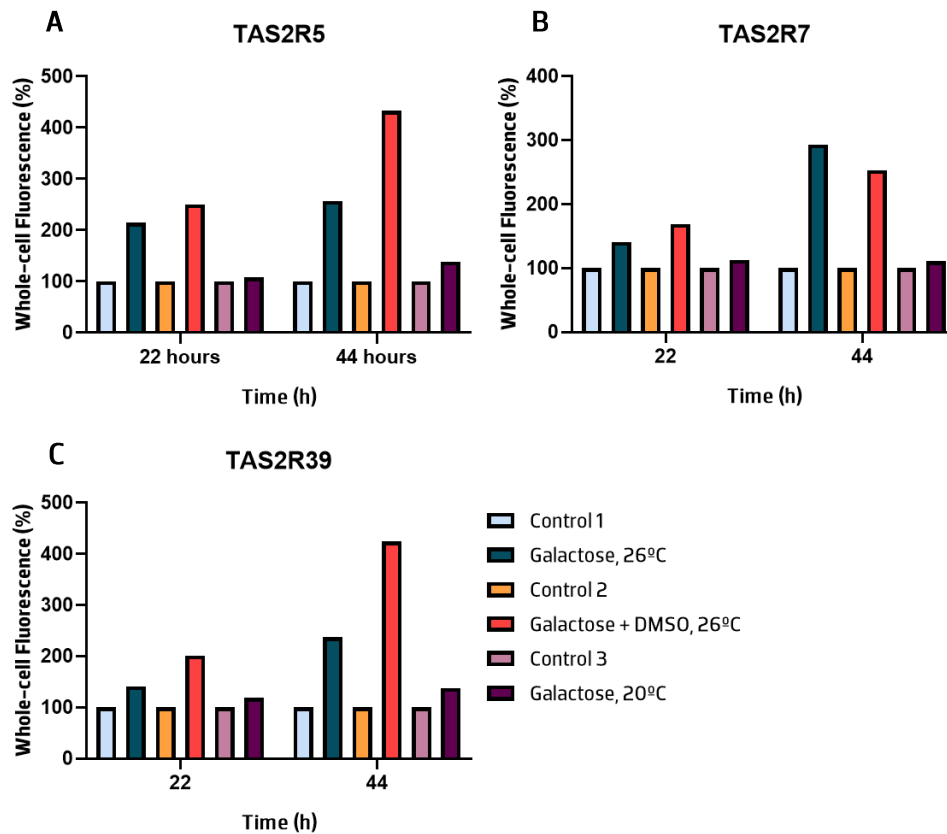 A
TAS2R5
Whole-cell Fluorescence (%)
500
400
300
200
100
0
22 hours
44 hours
Time (h)
B
TAS2R7
Whole-cell Fluorescence (%)
400
300
200
100
0
22
44
Time (h)
C
TAS2R39
Whole-cell Fluorescence (%)
500
400
300
200
100
0
22
44
Time (h)
Control 1
Galactose, 26ºC
Control 2
Galactose + DMSO, 26ºC
Control 3
Galactose, 20ºC